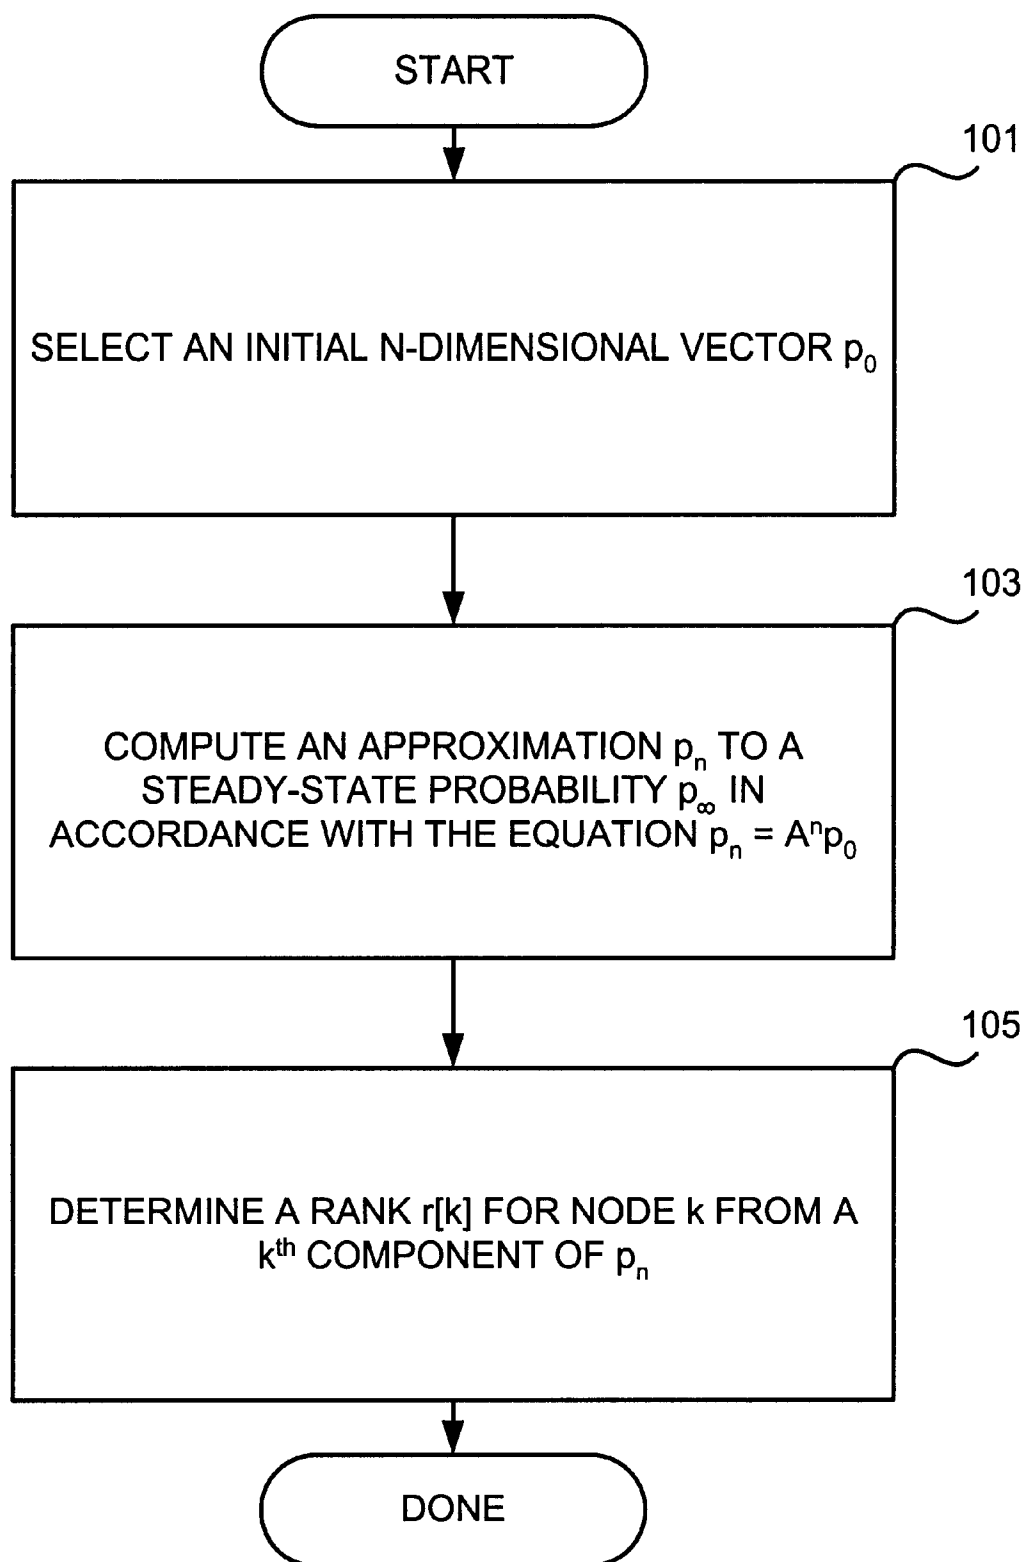 START
101
SELECT AN INITIAL N-DIMENSIONAL VECTOR p₀
103
COMPUTE AN APPROXIMATION pₙ TO A
STEADY-STATE PROBABILITY p∞ IN
ACCORDANCE WITH THE EQUATION pₙ = Aⁿp₀
105
DETERMINE A RANK r[k] FOR NODE k FROM A
kᵗʰ COMPONENT OF pₙ
DONE